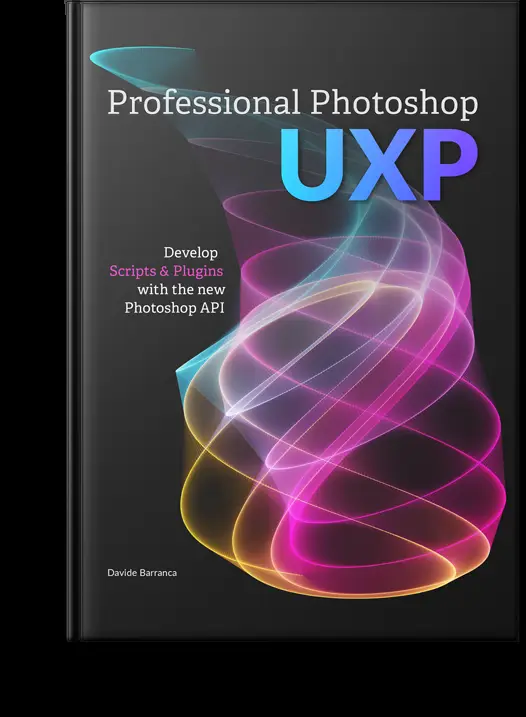 Professional Photoshop
UXP
Develop
Scripts & Plugins
with the new
Photoshop API
Davide Barranca